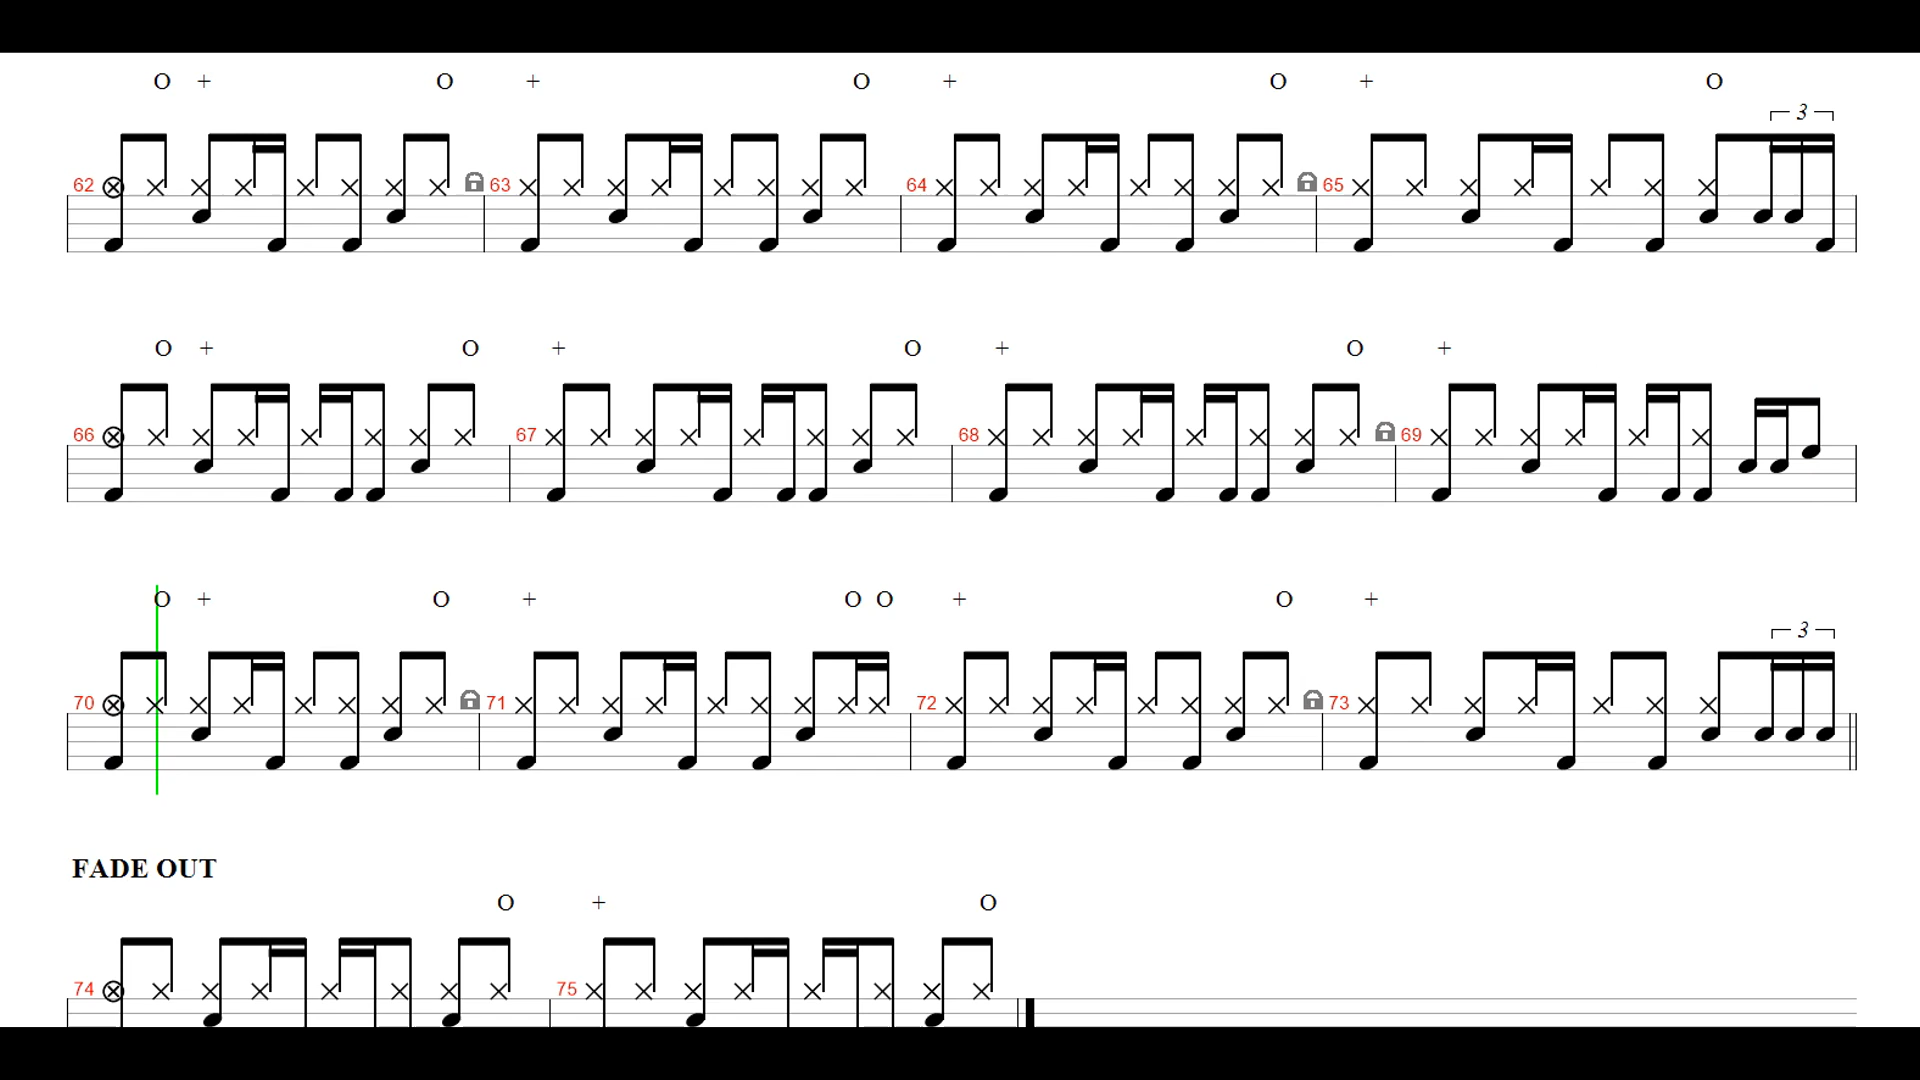 O + O + O + O + O
3
62 63 64 65
O + O + O + O +
66 67 68 69
O + O + O O + O +
3
70 71 72 73
FADE OUT
O + O
74 75